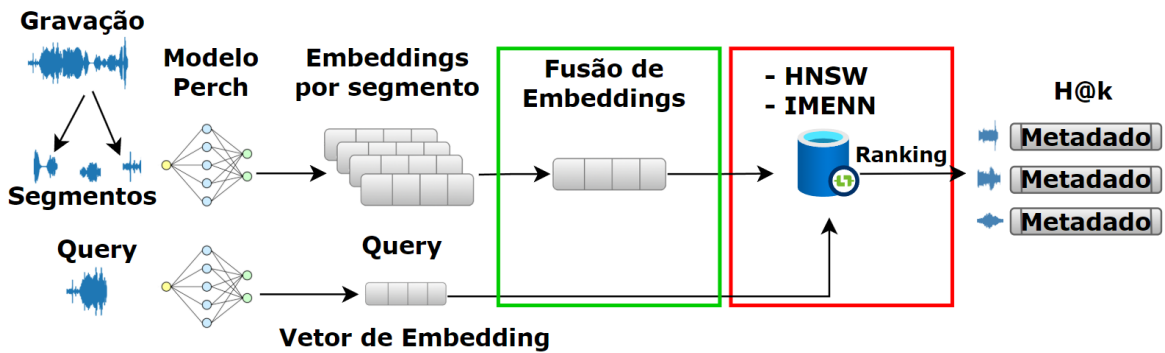 Gravação
Segmentos
Modelo
Perch
Embeddings
por segmento
Fusão de
Embeddings
- HNSW
- IMENN
Ranking
H@k
Metadado
Metadado
Metadado
Query
Query
Vetor de Embedding